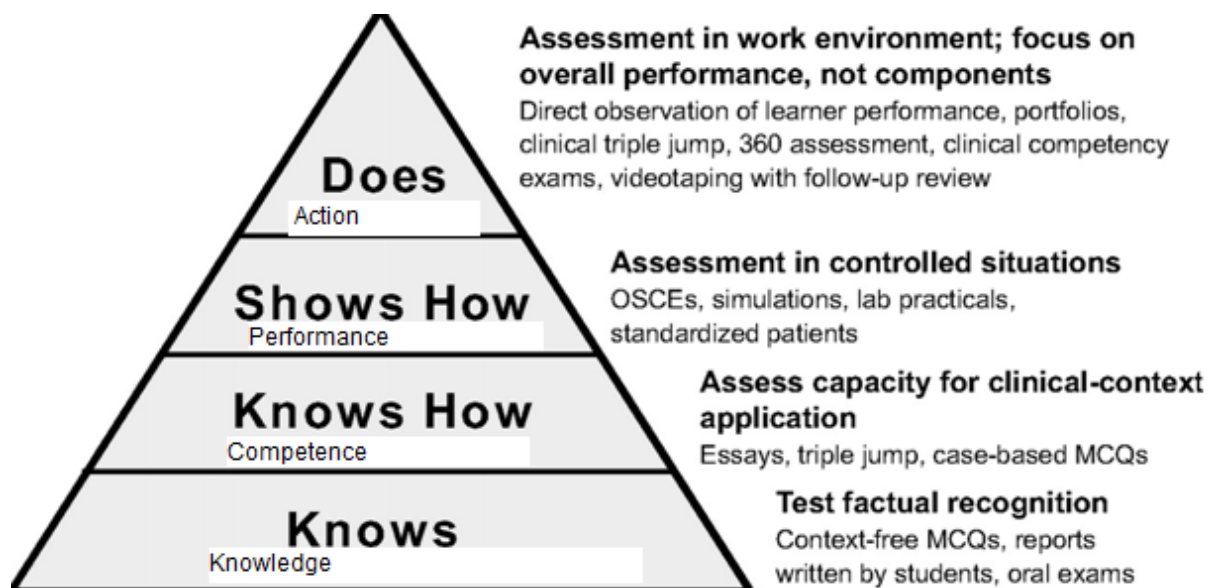 Assessment in work environment; focus on
overall performance, not components
Direct observation of learner performance, portfolios,
clinical triple jump, 360 assessment, clinical competency
exams, videotaping with follow-up review
Does
Action
Assessment in controlled situations
OSCEs, simulations, lab practicals,
standardized patients
Shows How
Performance
Assess capacity for clinical-context
application
Essays, triple jump, case-based MCQs
Knows How
Competence
Test factual recognition
Context-free MCQs, reports
written by students, oral exams
Knows
Knowledge